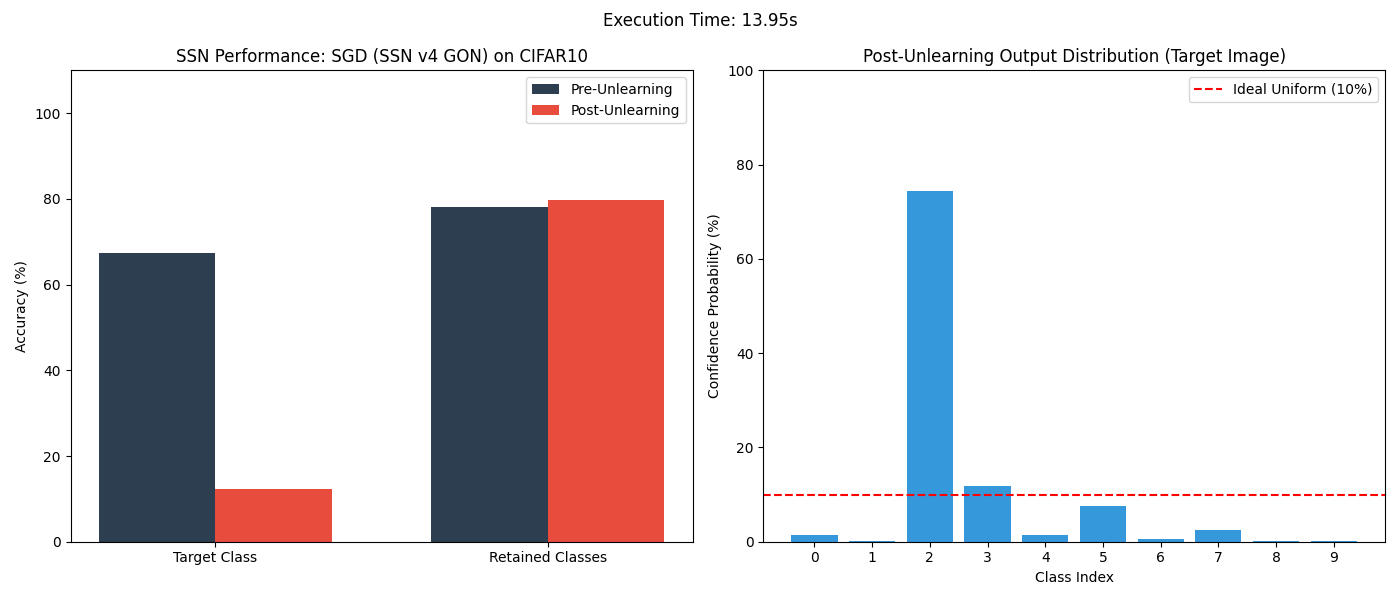 Execution Time: 13.95s
SSN Performance: SGD (SSN v4 GON) on CIFAR10
Accuracy (%)
100
80
60
40
20
0
Pre-Unlearning
Post-Unlearning
Target Class
Retained Classes
Post-Unlearning Output Distribution (Target Image)
Confidence Probability (%)
100
80
60
40
20
0
Ideal Uniform (10%)
0 1 2 3 4 5 6 7 8 9
Class Index